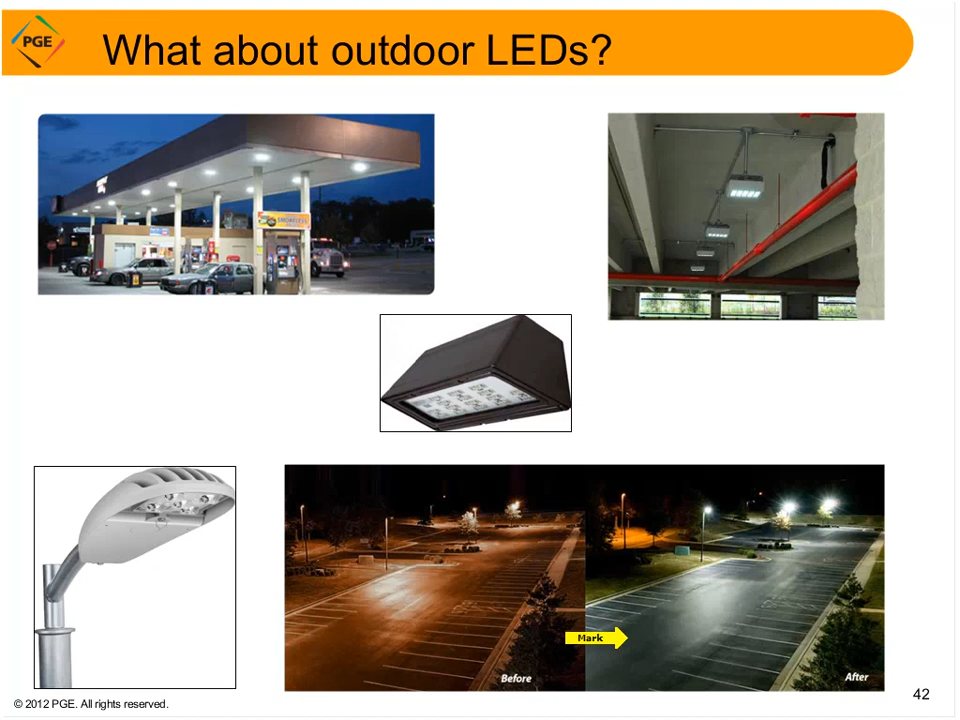 PGE
What about outdoor LEDs?
Mark
Before
After
© 2012 PGE. All rights reserved.
42